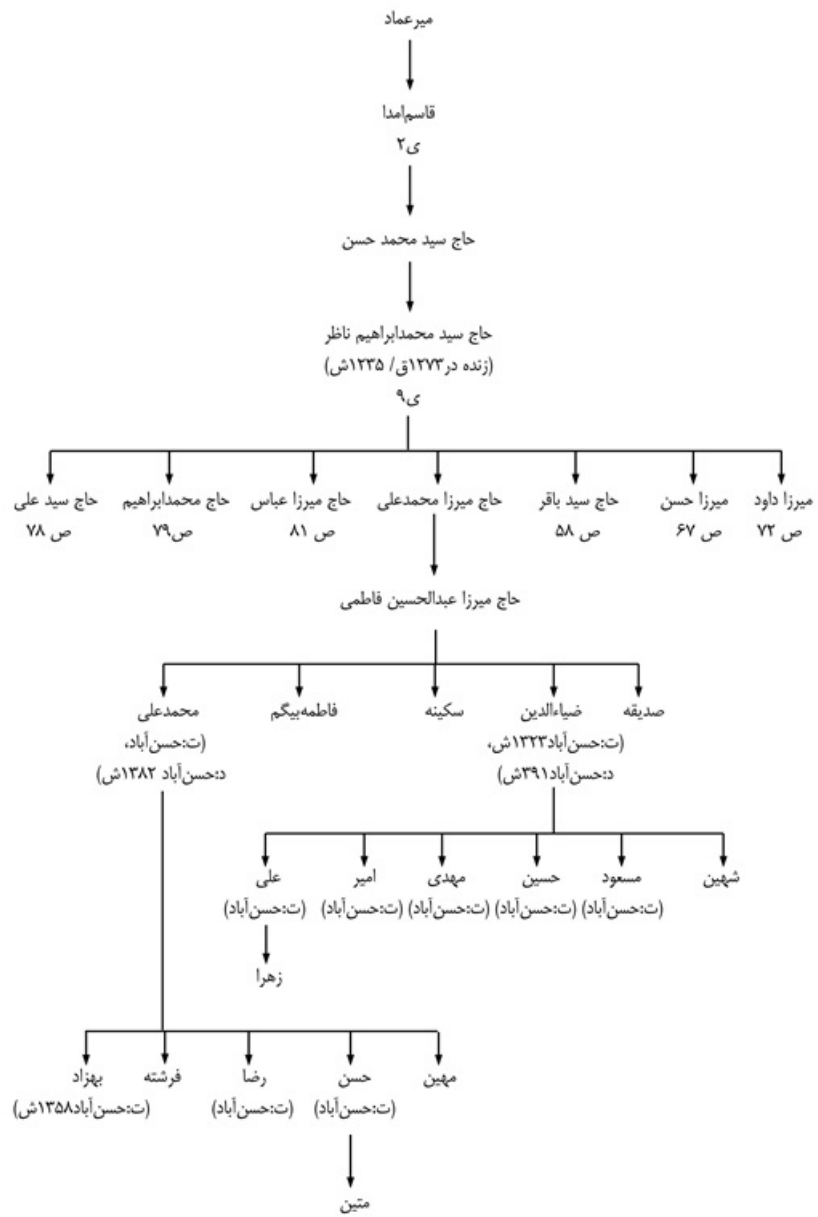 میرعماد
قاسم‌امدا
ی۲
حاج سید محمد حسن
حاج سید محمدابراهیم ناظر
(زنده در۱۲۷۳ق/ ۱۲۳۵ش)
ی۹
میرزا داود میرزا حسن حاج سید باقر حاج میرزا محمدعلی حاج میرزا عباس حاج محمدابراهیم حاج سید علی
ص ۷۲ ص ۶۷ ص ۵۸ ص ۸۱ ص۷۹ ص ۷۸
حاج میرزا عبدالحسین فاطمی
صدیقه ضیاءالدین سکینه فاطمه‌بیگم محمدعلی
(ت:حسن‌آباد۱۳۲۳ش، (ت:حسن‌آباد،
د:حسن‌آباد۳۹۱ش) د:حسن‌آباد ۱۳۸۲ش)
شهین مسعود حسین مهدی امیر علی
(ت:حسن‌آباد) (ت:حسن‌آباد) (ت:حسن‌آباد) (ت:حسن‌آباد) (ت:حسن‌آباد)
زهرا
مهین حسن رضا فرشته بهزاد
(ت:حسن‌آباد) (ت:حسن‌آباد) (ت:حسن‌آباد۱۳۵۸ش)
متین